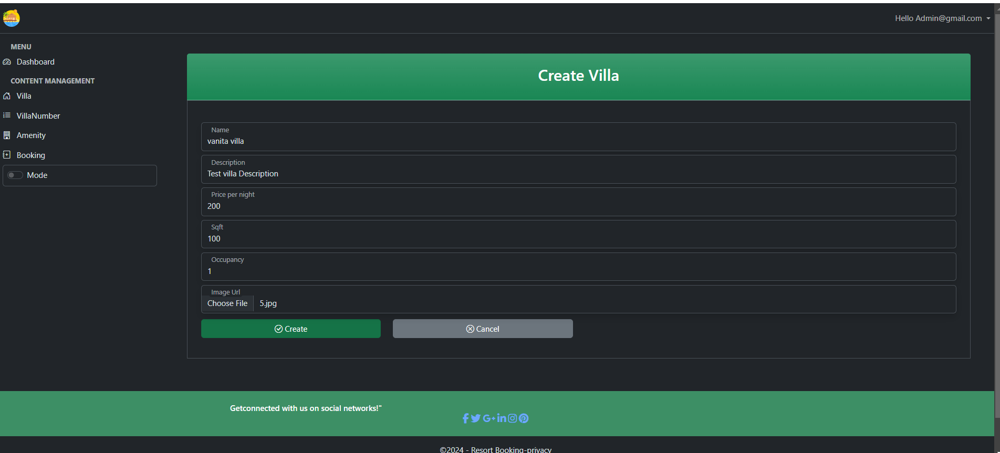 Hello Admin@gmail.com
MENU
Dashboard
CONTENT MANAGEMENT
Villa
VillaNumber
Amenity
Booking
Mode
Create Villa
Name
vanita villa
Description
Test villa Description
Price per night
200
Sqft
100
Occupancy
1
Image Url
Choose File 5.jpg
Create Cancel
Getconnected with us on social networks!"
©2024 - Resort Booking-privacy